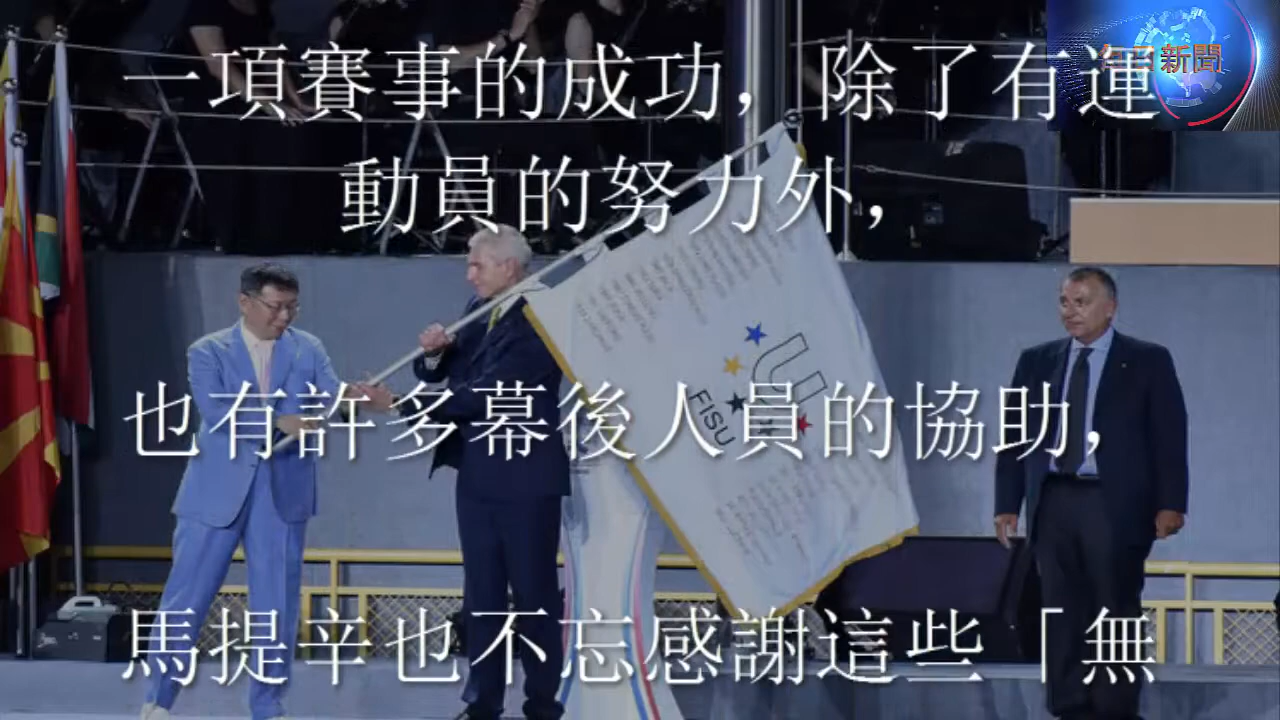 一項賽事的成功，除了有運
動員的努力外，
也有許多幕後人員的協助，
馬提辛也不忘感謝這些「無
今日新聞
FISU